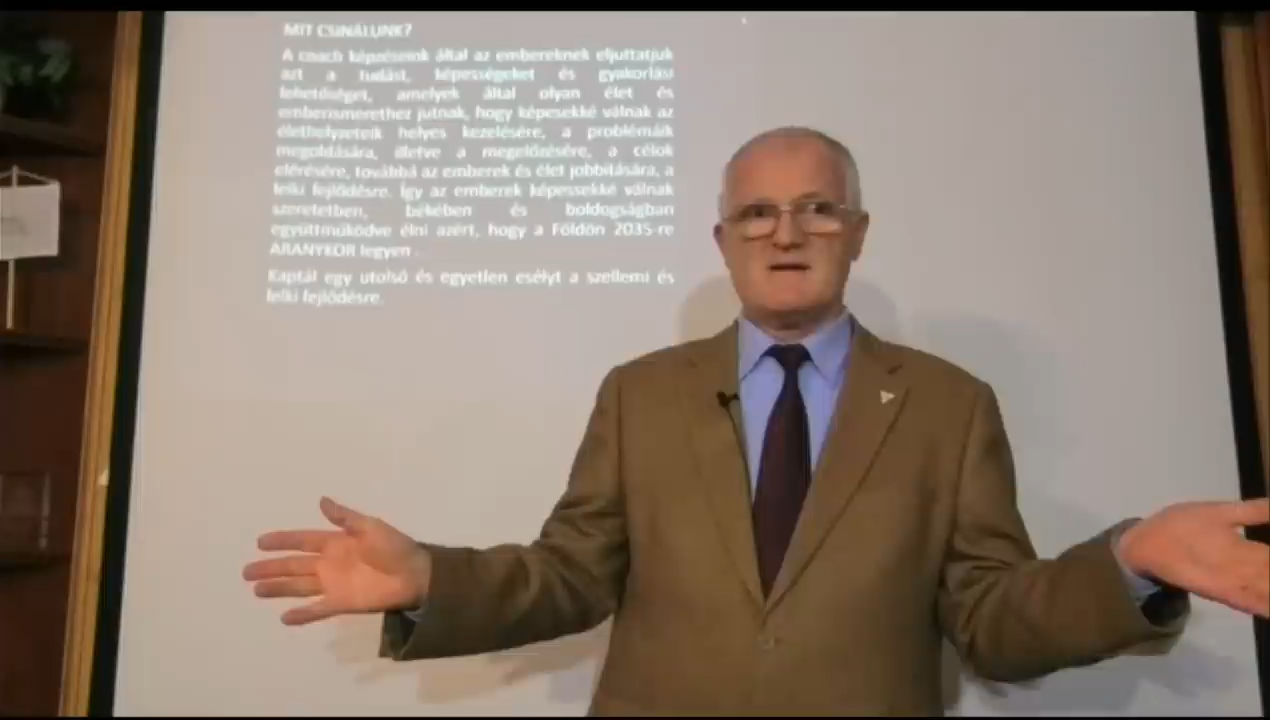 MIT CSINÁLUNK?
A coach képzéseink által az embereknek eljuttatjuk
azt a tudást, képességeket és gyakorlási
lehetőséget, amelyek által olyan élet és
emberismerethez jutnak, hogy képesekké válnak az
élethelyzeteik helyes kezelésére, a problémáik
megoldására, illetve a megelőzésére, a célok
elérésére, továbbá az emberek és élet jobbítására, a
lelki fejlődésre. Így az emberek képessekké válnak
szeretetben, békében és boldogságban
együttműködve élni azért, hogy a Földön 2035-re
ARANYKOR legyen .
Kaptál egy utolsó és egyetlen esélyt a szellemi és
lelki fejlődésre.